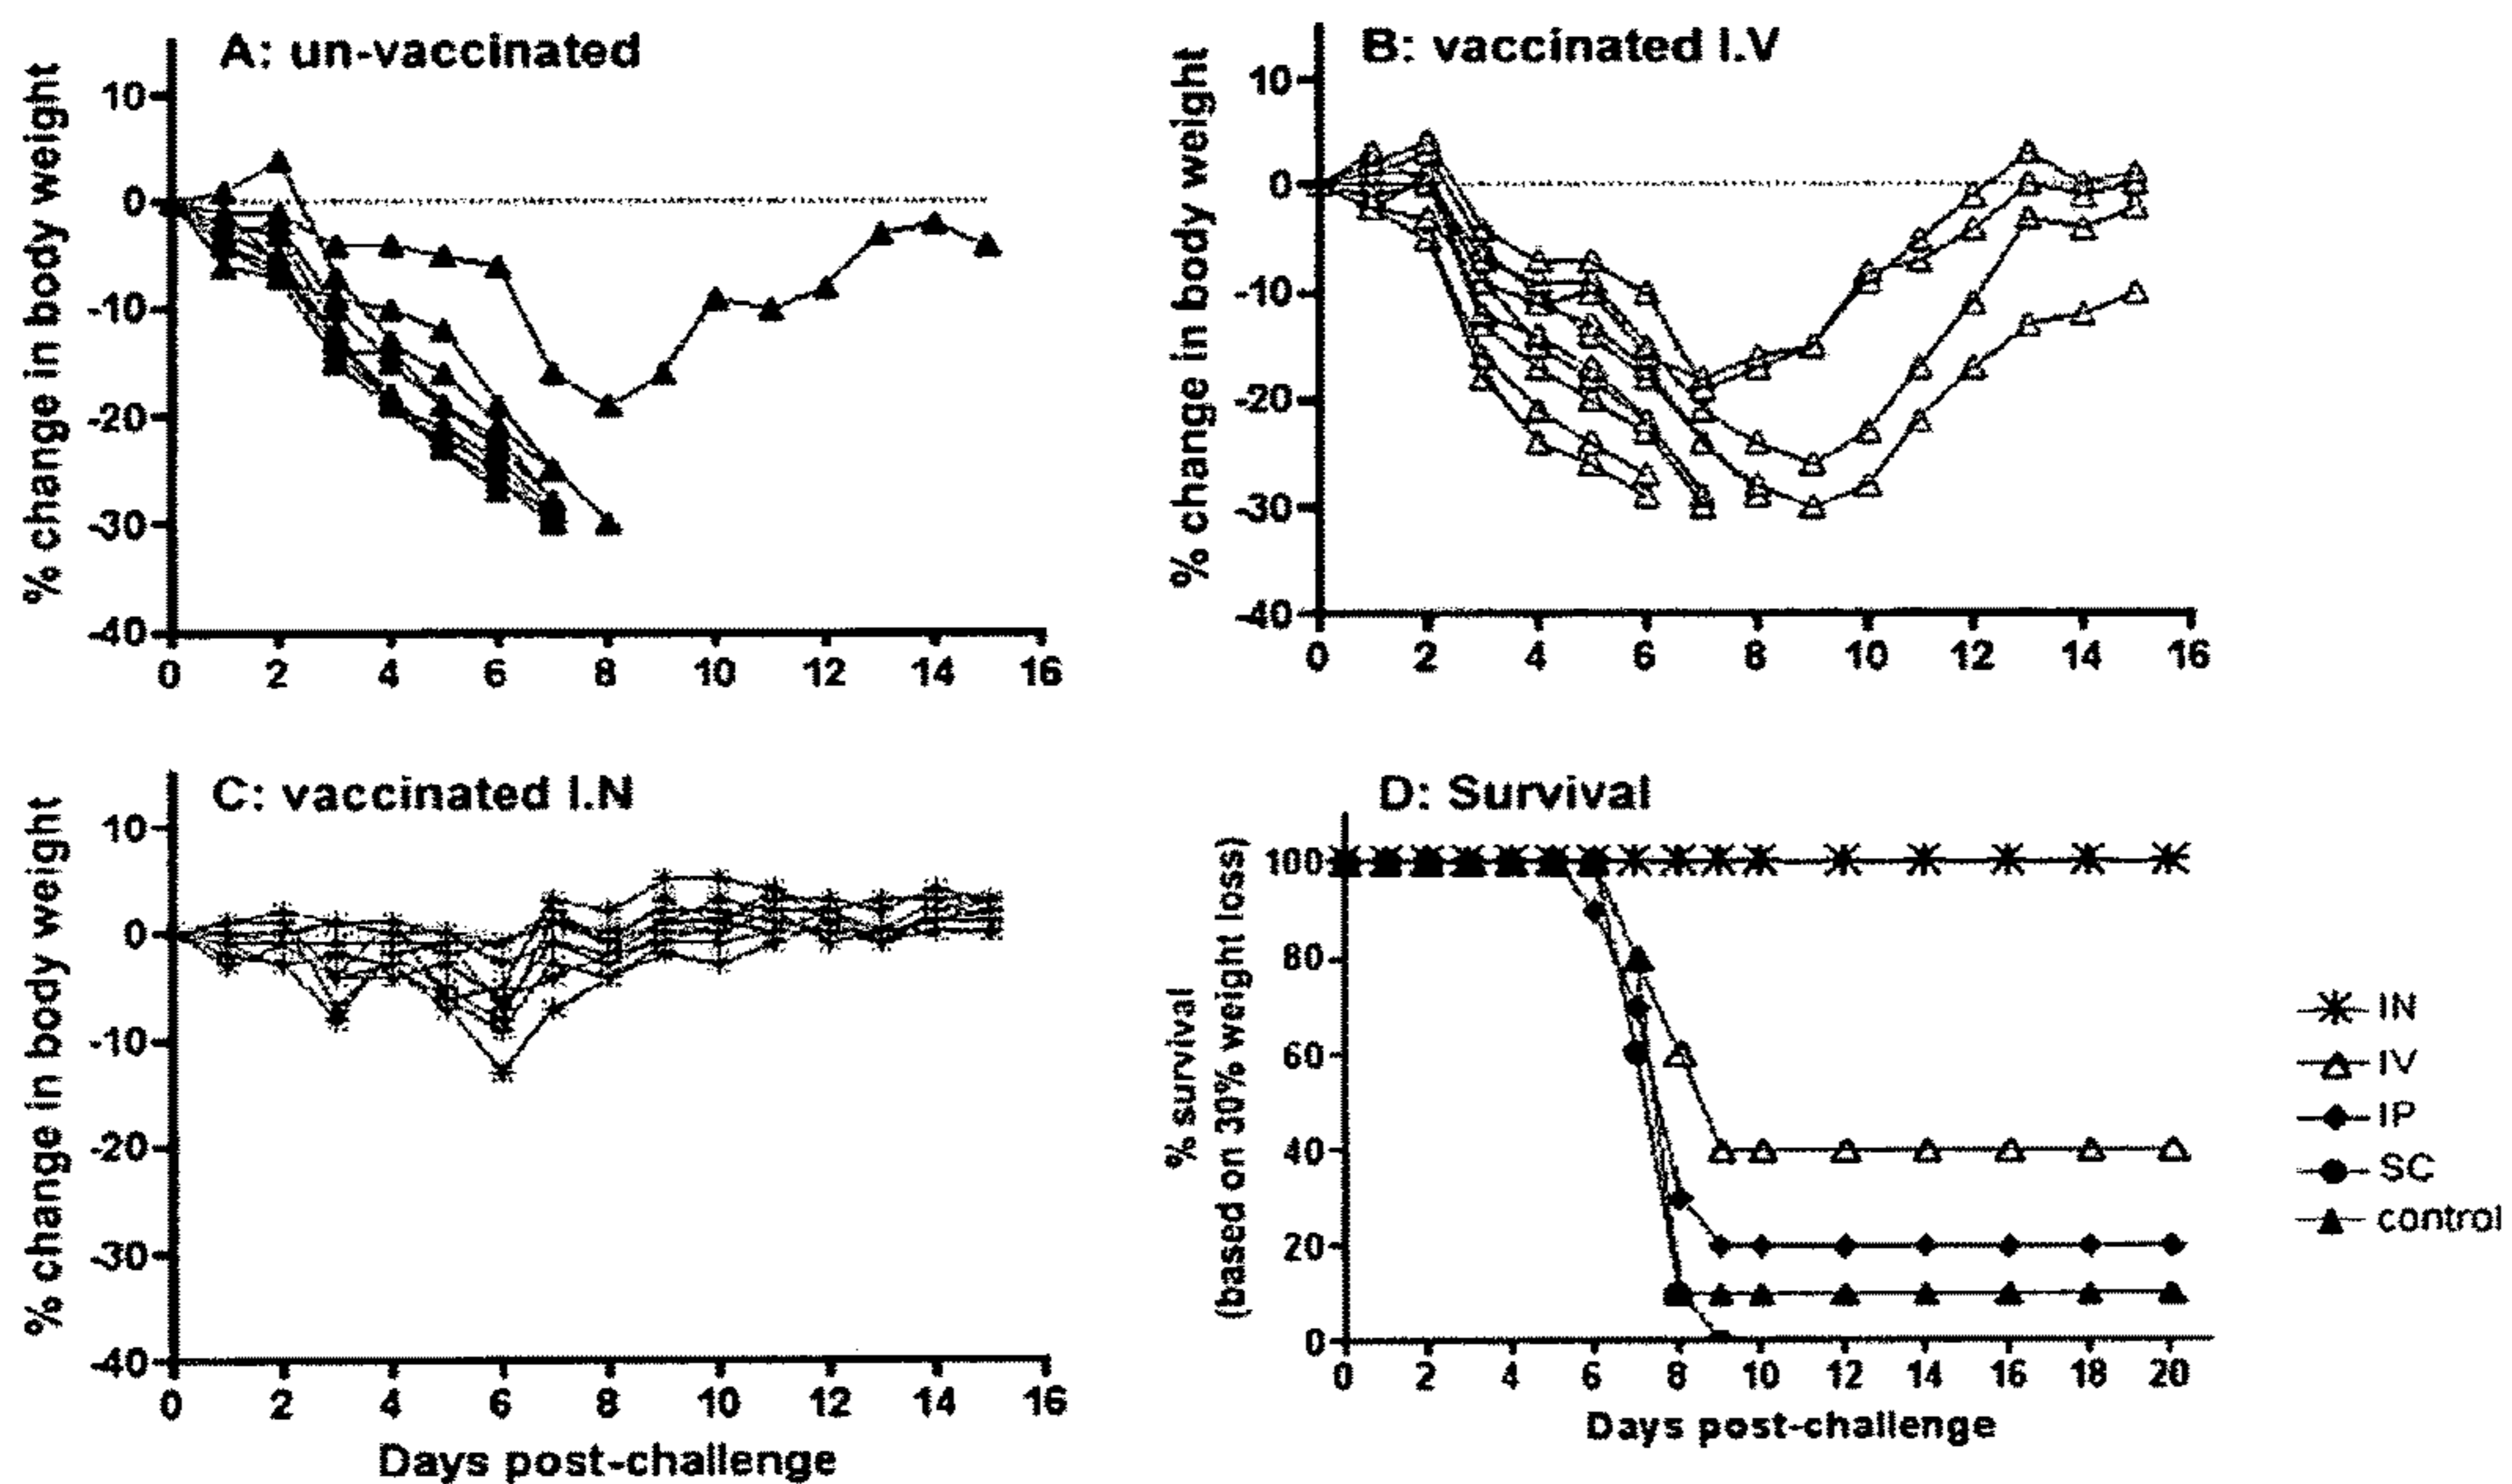 A: un-vaccinated
% change in body weight
10
0
-10
-20
-30
-40
0 2 4 6 8 10 12 14 16
B: vaccinated I.V
% change in body weight
10
0
-10
-20
-30
-40
0 2 4 6 8 10 12 14 16
C: vaccinated I.N
% change in body weight
10
0
-10
-20
-30
-40
0 2 4 6 8 10 12 14 16
Days post-challenge
D: Survival
% survival
(based on 30% weight loss)
100
80
60
40
20
0
0 2 4 6 8 10 12 14 16 18 20
Days post-challenge
IN
IV
IP
SC
control